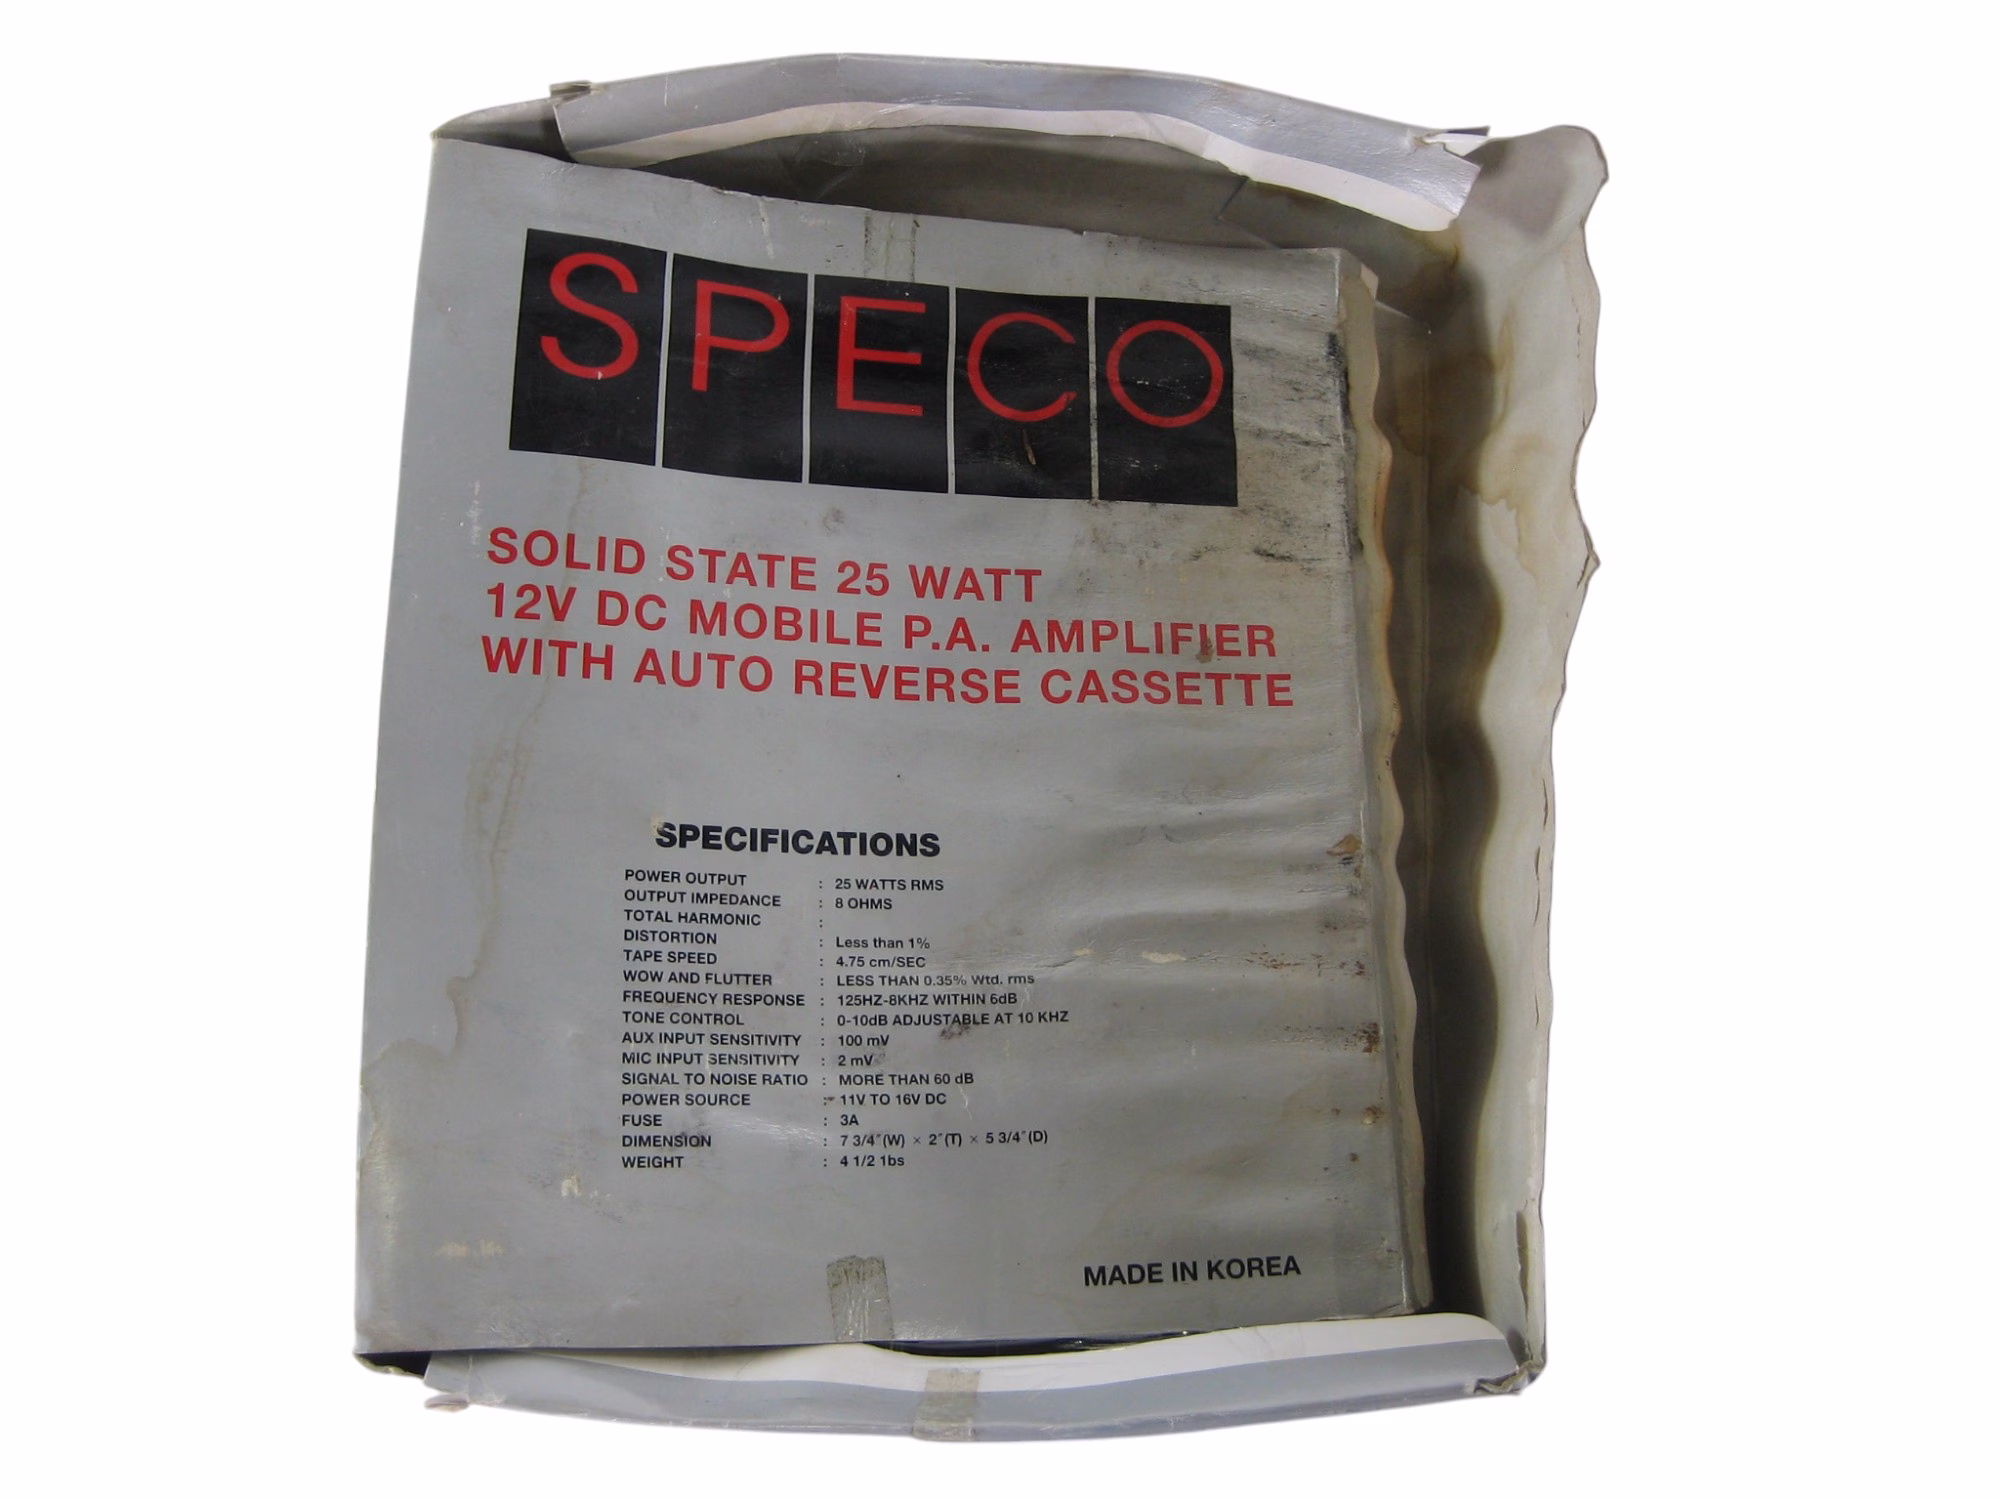 SPECO
SOLID STATE 25 WATT
12V DC MOBILE P.A. AMPLIFIER
WITH AUTO REVERSE CASSETTE
SPECIFICATIONS
POWER OUTPUT : 25 WATTS RMS
OUTPUT IMPEDANCE : 8 OHMS
TOTAL HARMONIC :
DISTORTION : Less than 1%
TAPE SPEED : 4.75 cm/SEC
WOW AND FLUTTER : LESS THAN 0.35% Wtd. rms
FREQUENCY RESPONSE : 125HZ-8KHZ WITHIN 6dB
TONE CONTROL : 0-10dB ADJUSTABLE AT 10 KHZ
AUX INPUT SENSITIVITY : 100 mV
MIC INPUT SENSITIVITY : 2 mV
SIGNAL TO NOISE RATIO : MORE THAN 60 dB
POWER SOURCE : 11V TO 16V DC
FUSE : 3A
DIMENSION : 7 3/4″(W) × 2″(T) × 5 3/4″(D)
WEIGHT : 4 1/2 1bs
MADE IN KOREA